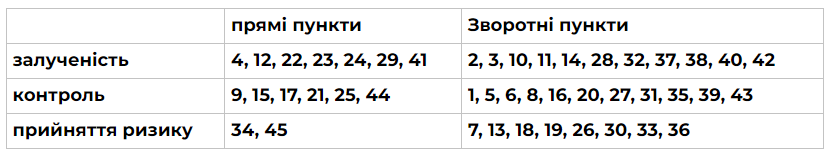 прямі пункти Зворотні пункти
залученість 4, 12, 22, 23, 24, 29, 41 2, 3, 10, 11, 14, 28, 32, 37, 38, 40, 42
контроль 9, 15, 17, 21, 25, 44 1, 5, 6, 8, 16, 20, 27, 31, 35, 39, 43
прийняття ризику 34, 45 7, 13, 18, 19, 26, 30, 33, 36